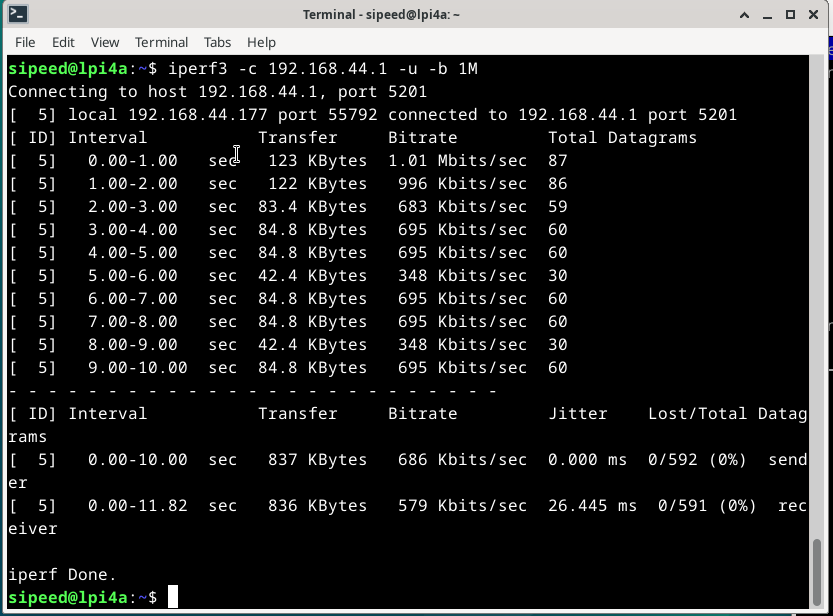 Terminal - sipeed@lpi4a: ~
File Edit View Terminal Tabs Help
sipeed@lpi4a:~$ iperf3 -c 192.168.44.1 -u -b 1M
Connecting to host 192.168.44.1, port 5201
[  5] local 192.168.44.177 port 55792 connected to 192.168.44.1 port 5201
[ ID] Interval           Transfer     Bitrate         Total Datagrams
[  5]   0.00-1.00   sec   123 KBytes  1.01 Mbits/sec  87
[  5]   1.00-2.00   sec   122 KBytes   996 Kbits/sec  86
[  5]   2.00-3.00   sec  83.4 KBytes   683 Kbits/sec  59
[  5]   3.00-4.00   sec  84.8 KBytes   695 Kbits/sec  60
[  5]   4.00-5.00   sec  84.8 KBytes   695 Kbits/sec  60
[  5]   5.00-6.00   sec  42.4 KBytes   348 Kbits/sec  30
[  5]   6.00-7.00   sec  84.8 KBytes   695 Kbits/sec  60
[  5]   7.00-8.00   sec  84.8 KBytes   695 Kbits/sec  60
[  5]   8.00-9.00   sec  42.4 KBytes   348 Kbits/sec  30
[  5]   9.00-10.00  sec  84.8 KBytes   695 Kbits/sec  60
- - - - - - - - - - - - - - - - - - - - - - - - -
[ ID] Interval           Transfer     Bitrate         Jitter    Lost/Total Datag
rams
[  5]   0.00-10.00  sec   837 KBytes   686 Kbits/sec  0.000 ms  0/592 (0%)  send
er
[  5]   0.00-11.82  sec   836 KBytes   579 Kbits/sec  26.445 ms  0/591 (0%)  rec
eiver

iperf Done.
sipeed@lpi4a:~$